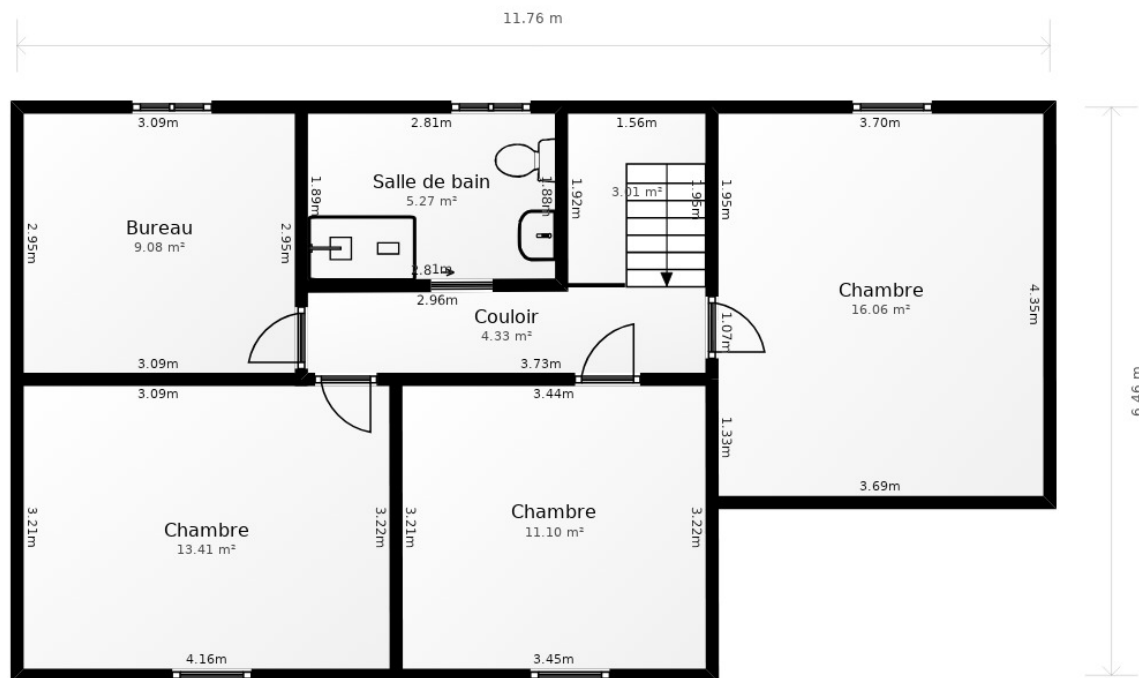 11.76 m
3.09m
2.81m
1.56m
3.70m
2.95m
Bureau
9.08 m²
2.95m
1.89m
Salle de bain
5.27 m²
1.88m
1.92m
3.01 m²
1.95m
1.95m
2.81m
2.96m
Couloir
4.33 m²
3.73m
1.07m
Chambre
16.06 m²
4.35m
3.09m
3.09m
3.44m
1.33m
3.69m
6.46 m
3.21m
Chambre
13.41 m²
3.22m
3.21m
Chambre
11.10 m²
3.22m
4.16m
3.45m